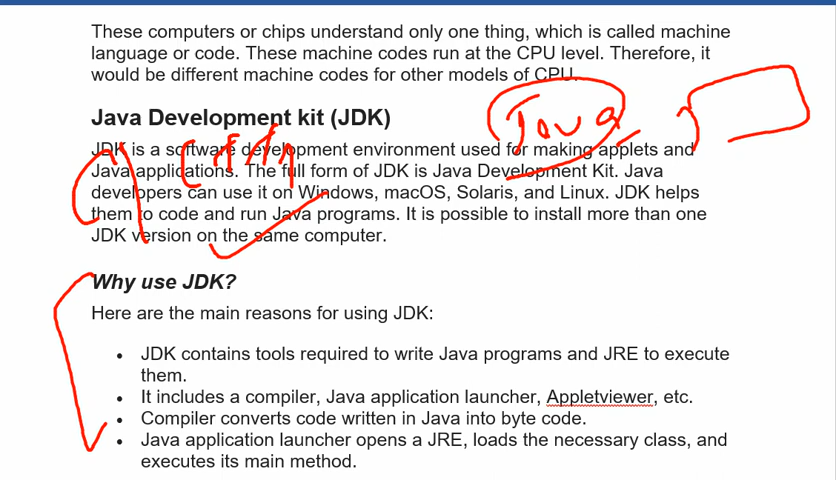 These computers or chips understand only one thing, which is called machine
language or code. These machine codes run at the CPU level. Therefore, it
would be different machine codes for other models of CPU.
Java Development kit (JDK)
Java
JDK is a software development environment used for making applets and
Java applications. The full form of JDK is Java Development Kit. Java
developers can use it on Windows, macOS, Solaris, and Linux. JDK helps
them to code and run Java programs. It is possible to install more than one
JDK version on the same computer.
Why use JDK?
Here are the main reasons for using JDK:
• JDK contains tools required to write Java programs and JRE to execute
them.
• It includes a compiler, Java application launcher, Appletviewer, etc.
• Compiler converts code written in Java into byte code.
• Java application launcher opens a JRE, loads the necessary class, and
executes its main method.